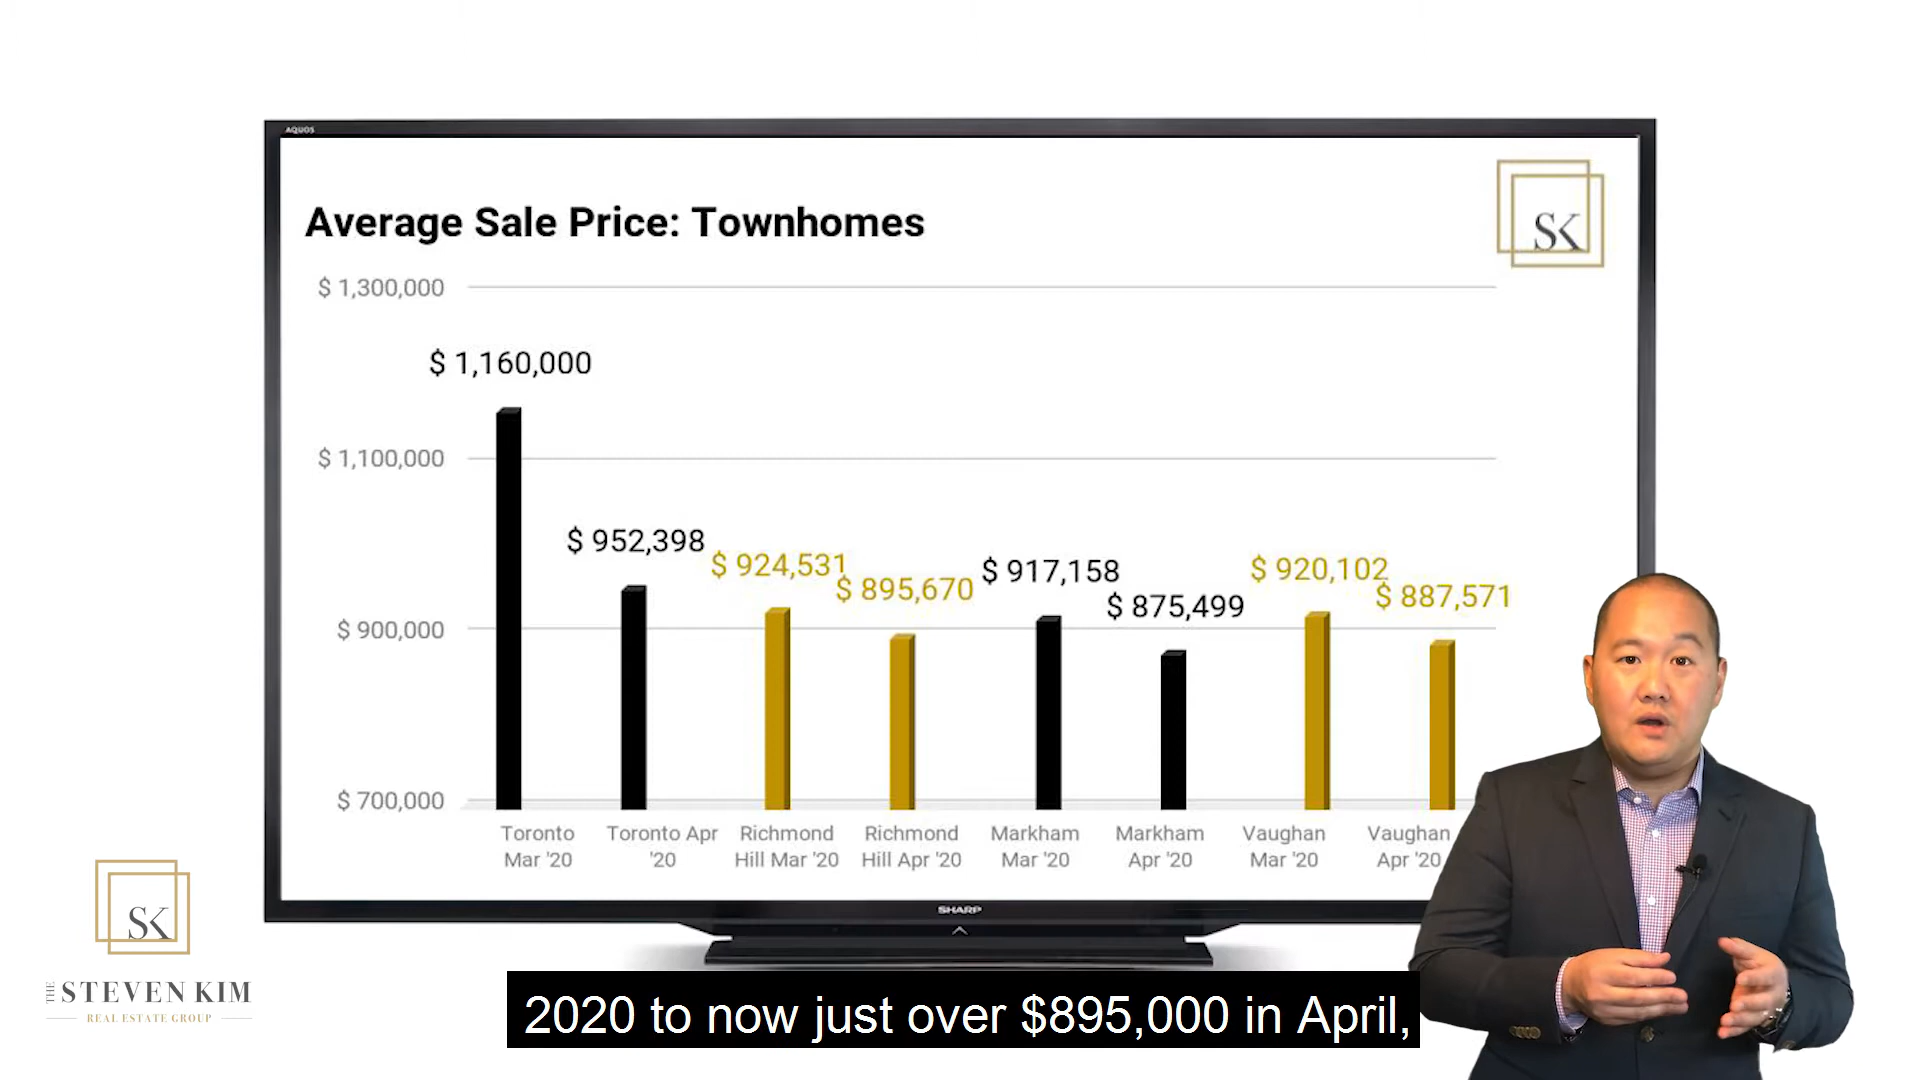 AQUOS
SK
Average Sale Price: Townhomes
$ 1,300,000
$ 1,160,000
$ 1,100,000
$ 952,398
$ 924,531
$ 895,670
$ 917,158
$ 875,499
$ 920,102
$ 887,571
$ 900,000
$ 700,000
Toronto Mar '20
Toronto Apr '20
Richmond Hill Mar '20
Richmond Hill Apr '20
Markham Mar '20
Markham Apr '20
Vaughan Mar '20
Vaughan Apr '20
SHARP
SK
THE STEVEN KIM
REAL ESTATE GROUP
2020 to now just over $895,000 in April,